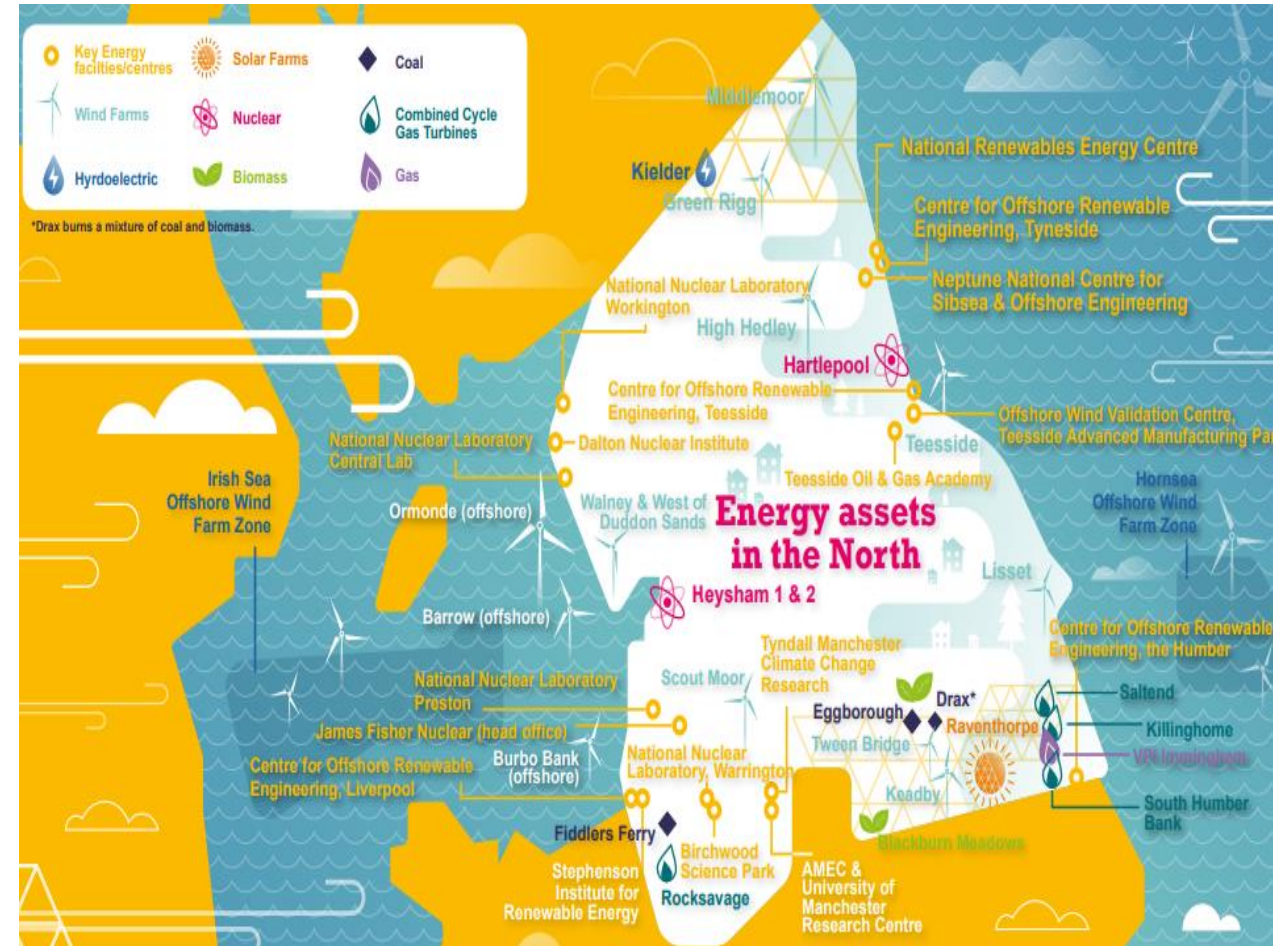 Key Energy
facilties/centres
Solar Farms
Coal
Wind Farms
Nuclear
Combined Cycle
Gas Turbines
Hyrdoelectric
Biomass
Gas
*Drax burns a mixture of coal and biomass.
Middlemoor
Kielder
Green Rigg
National Renewables Energy Centre
Centre for Offshore Renewable
Engineering, Tyneside
Neptune National Centre for
Sibsea & Offshore Engineering
National Nuclear Laboratory
Workington
High Hedley
Hartlepool
Centre for Offshore Renewable
Engineering, Teesside
Offshore Wind Validation Centre,
Teesside Advanced Manufacturing Pa
National Nuclear Laboratory
Central Lab
Dalton Nuclear Institute
Teesside
Teesside Oil & Gas Academy
Irish Sea
Offshore Wind
Farm Zone
Hornsea
Offshore Wind
Farm Zone
Ormonde (offshore)
Walney & West of
Duddon Sands
Energy assets
in the North
Lisset
Heysham 1 & 2
Barrow (offshore)
Centre for Offshore Renewable
Engineering, the Humber
Tyndall Manchester
Climate Change
Research
National Nuclear Laboratory
Preston
Scout Moor
James Fisher Nuclear (head office)
Eggborough
Drax*
Raventhorpe
Saltend
Killinghome
VPI Immingham
South Humber
Bank
Tween Bridge
Keadby
Blackburn Meadows
Burbo Bank
(offshore)
Centre for Offshore Renewable
Engineering, Liverpool
National Nuclear
Laboratory, Warrington
Fiddlers Ferry
Birchwood
Science Park
Rocksavage
Stephenson
Institute for
Renewable Energy
AMEC &
University of
Manchester
Research Centre